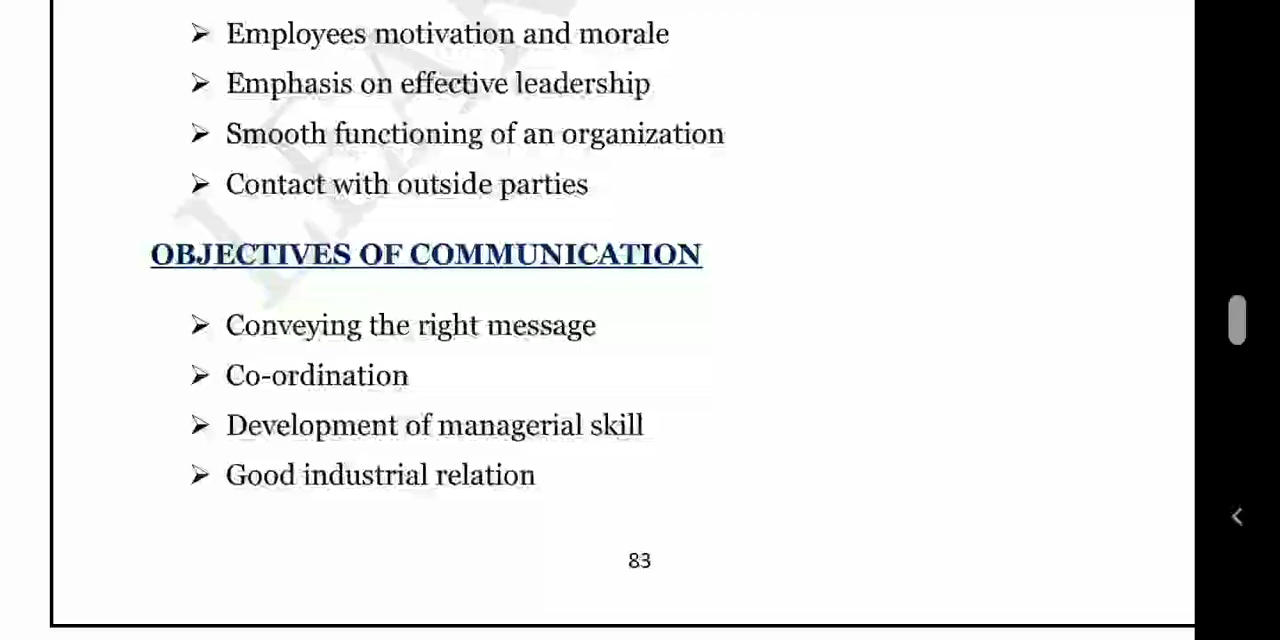 ➢ Employees motivation and morale
➢ Emphasis on effective leadership
➢ Smooth functioning of an organization
➢ Contact with outside parties
OBJECTIVES OF COMMUNICATION
➢ Conveying the right message
➢ Co-ordination
➢ Development of managerial skill
➢ Good industrial relation
83